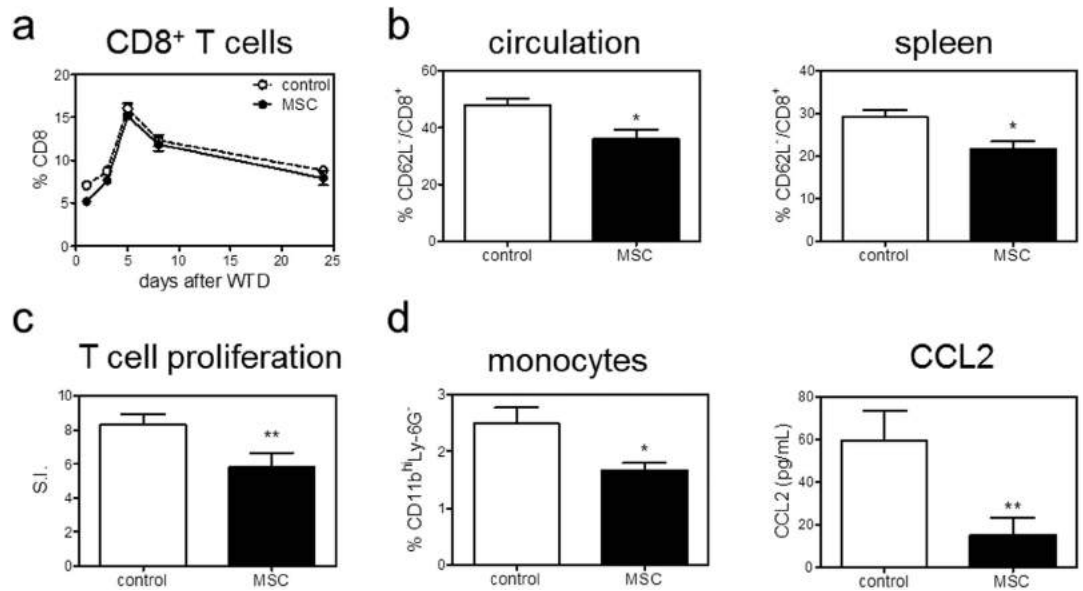 a
CD8⁺ T cells
20
15
10
5
0
% CD8
control
MSC
0 5 10 15 20 25
days after WTD
b
circulation
60
40
20
0
% CD62L⁻/CD8⁺
*
control MSC
spleen
40
30
20
10
0
% CD62L⁻/CD8⁺
*
control MSC
c
T cell proliferation
10
8
6
4
2
0
S.I.
**
control MSC
d
monocytes
3
2
1
0
% CD11bʰⁱLy-6G⁻
*
control MSC
CCL2
80
60
40
20
0
CCL2 (pg/mL)
**
control MSC